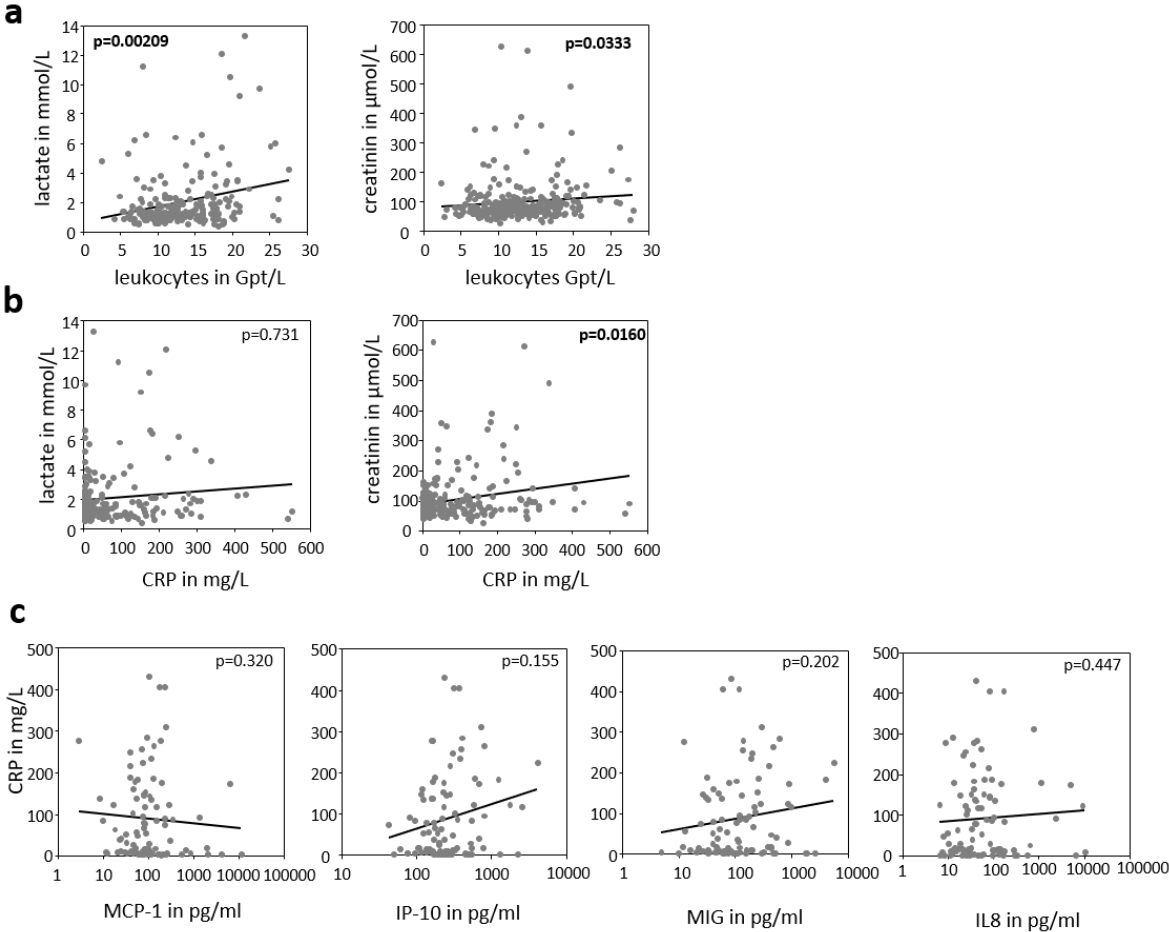 a
p=0.00209
lactate in mmol/L
14
12
10
8
6
4
2
0
0 5 10 15 20 25 30
leukocytes in Gpt/L
p=0.0333
creatinin in µmol/L
700
600
500
400
300
200
100
0
0 5 10 15 20 25 30
leukocytes Gpt/L
b
p=0.731
lactate in mmol/L
14
12
10
8
6
4
2
0
0 100 200 300 400 500 600
CRP in mg/L
p=0.0160
creatinin in µmol/L
700
600
500
400
300
200
100
0
0 100 200 300 400 500 600
CRP in mg/L
c
p=0.320
CRP in mg/L
500
400
300
200
100
0
1 10 100 1000 10000 100000
MCP-1 in pg/ml
p=0.155
500
400
300
200
100
0
10 100 1000 10000
IP-10 in pg/ml
p=0.202
500
400
300
200
100
0
1 10 100 1000 10000
MIG in pg/ml
p=0.447
500
400
300
200
100
0
1 10 100 1000 10000 100000
IL8 in pg/ml